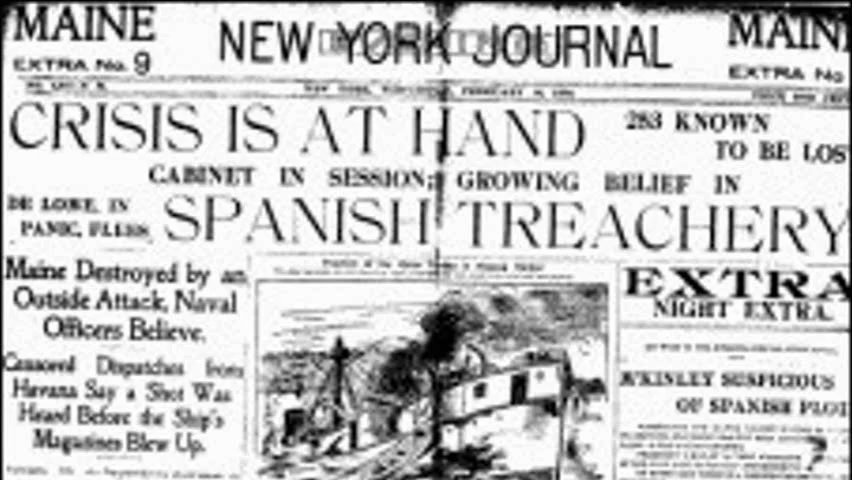 MAINE
EXTRA No. 9
NEW YORK JOURNAL
MAIN
EXTRA No
CRISIS IS AT HAND
283 KNOWN
TO BE LOS
CABINET IN SESSION; GROWING BELIEF IN
DE LOME, IN
PANIC, FLEES
SPANISH TREACHERY
Maine Destroyed by an
Outside Attack, Naval
Officers Believe.
Censored Dispatches from
Havana Say a Shot Was
Heard Before the Ship's
Magazines Blew Up.
EXTRA
NIGHT EXTRA.
M'KINLEY SUSPICIOUS
OF SPANISH PLOT